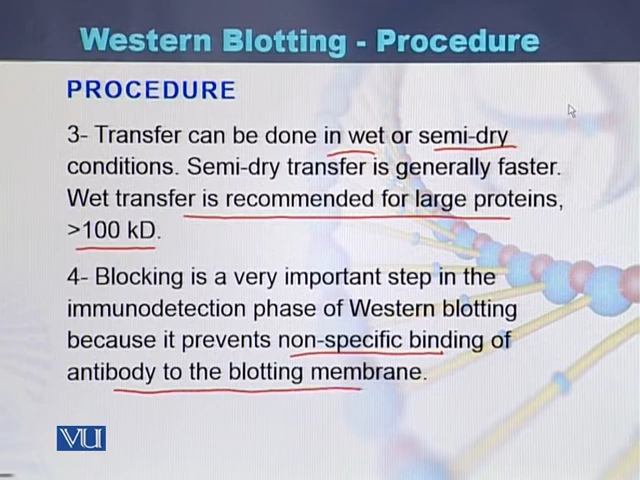 Western Blotting - Procedure
PROCEDURE
3- Transfer can be done in wet or semi-dry
conditions. Semi-dry transfer is generally faster.
Wet transfer is recommended for large proteins,
>100 kD.
4- Blocking is a very important step in the
immunodetection phase of Western blotting
because it prevents non-specific binding of
antibody to the blotting membrane.
VU